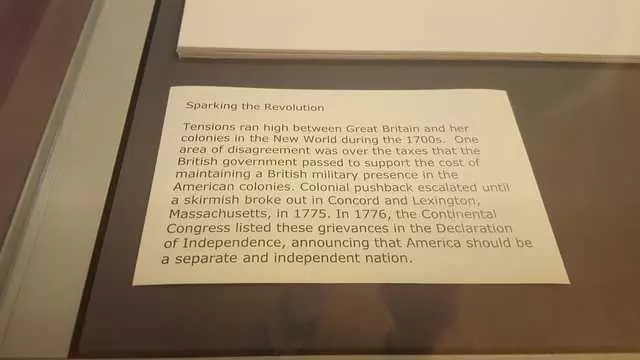 Sparking the Revolution
Tensions ran high between Great Britain and her
colonies in the New World during the 1700s. One
area of disagreement was over the taxes that the
British government passed to support the cost of
maintaining a British military presence in the
American colonies. Colonial pushback escalated until
a skirmish broke out in Concord and Lexington,
Massachusetts, in 1775. In 1776, the Continental
Congress listed these grievances in the Declaration
of Independence, announcing that America should be
a separate and independent nation.